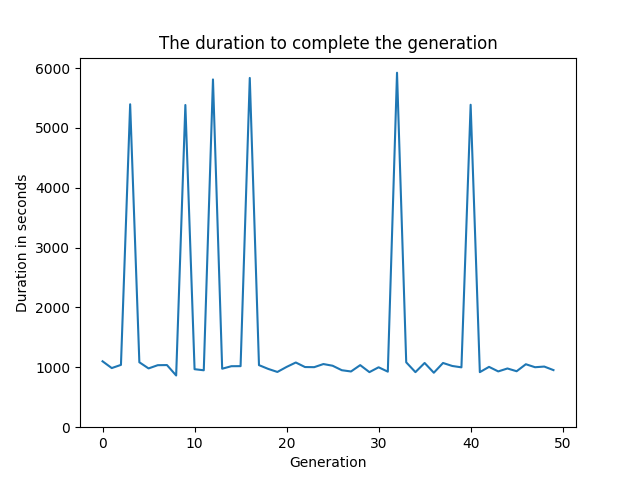 The duration to complete the generation
6000
5000
4000
3000
2000
1000
0
Duration in seconds
0 10 20 30 40 50
Generation